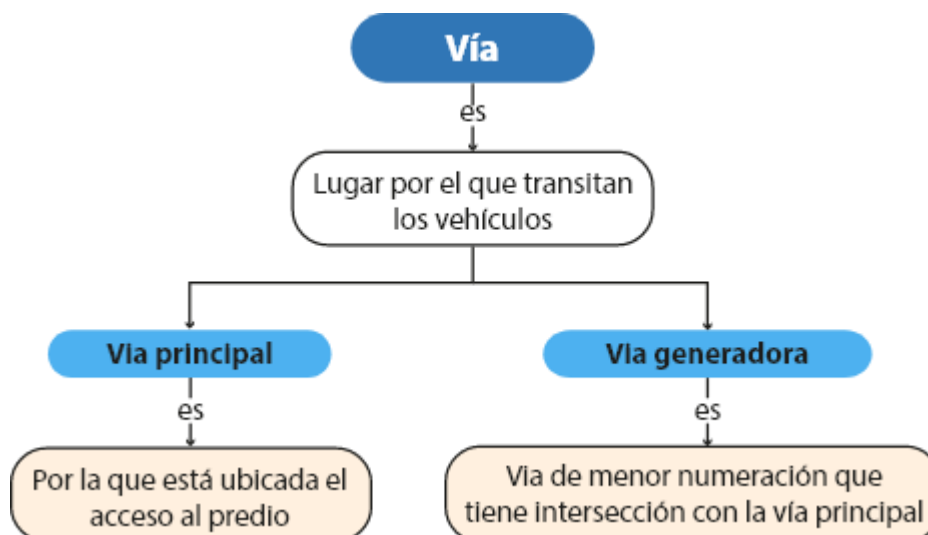 Vía
es
Lugar por el que transitan
los vehículos
Via principal
Via generadora
es
es
Por la que está ubicada el
acceso al predio
Via de menor numeración que
tiene intersección con la vía principal